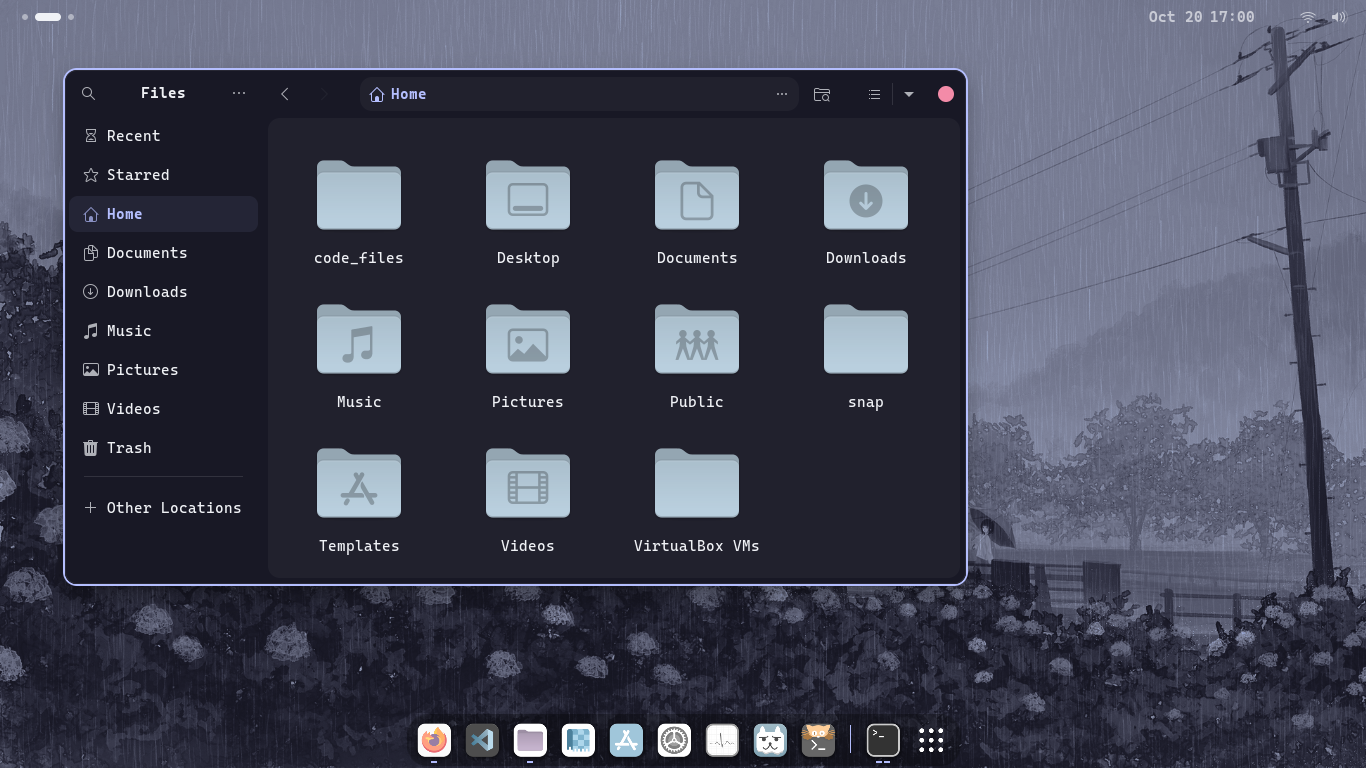 Oct 20 17:00
Files
Home
Recent
Starred
Home
Documents
Downloads
Music
Pictures
Videos
Trash
Other Locations
code_files Desktop Documents Downloads
Music Pictures Public snap
Templates Videos VirtualBox VMs